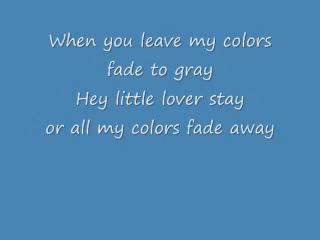 When you leave my colors
fade to gray
Hey little lover stay
or all my colors fade away